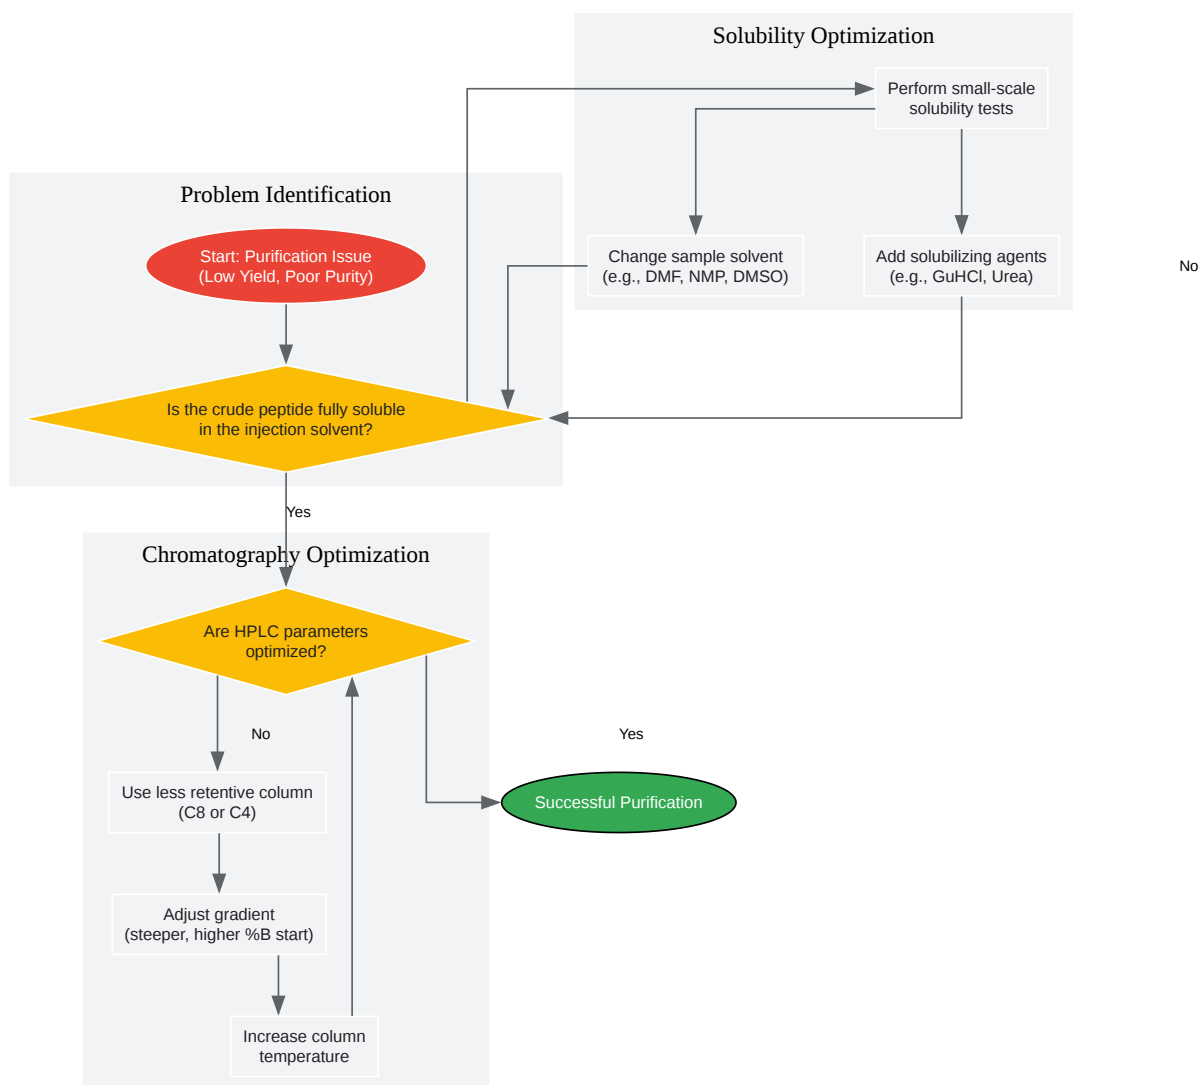 Solubility Optimization
Perform small-scale
solubility tests
Change sample solvent
(e.g., DMF, NMP, DMSO)
Add solubilizing agents
(e.g., GuHCl, Urea)
No
Problem Identification
Start: Purification Issue
(Low Yield, Poor Purity)
Is the crude peptide fully soluble
in the injection solvent?
Yes
Chromatography Optimization
Are HPLC parameters
optimized?
No
Yes
Use less retentive column
(C8 or C4)
Successful Purification
Adjust gradient
(steeper, higher %B start)
Increase column
temperature